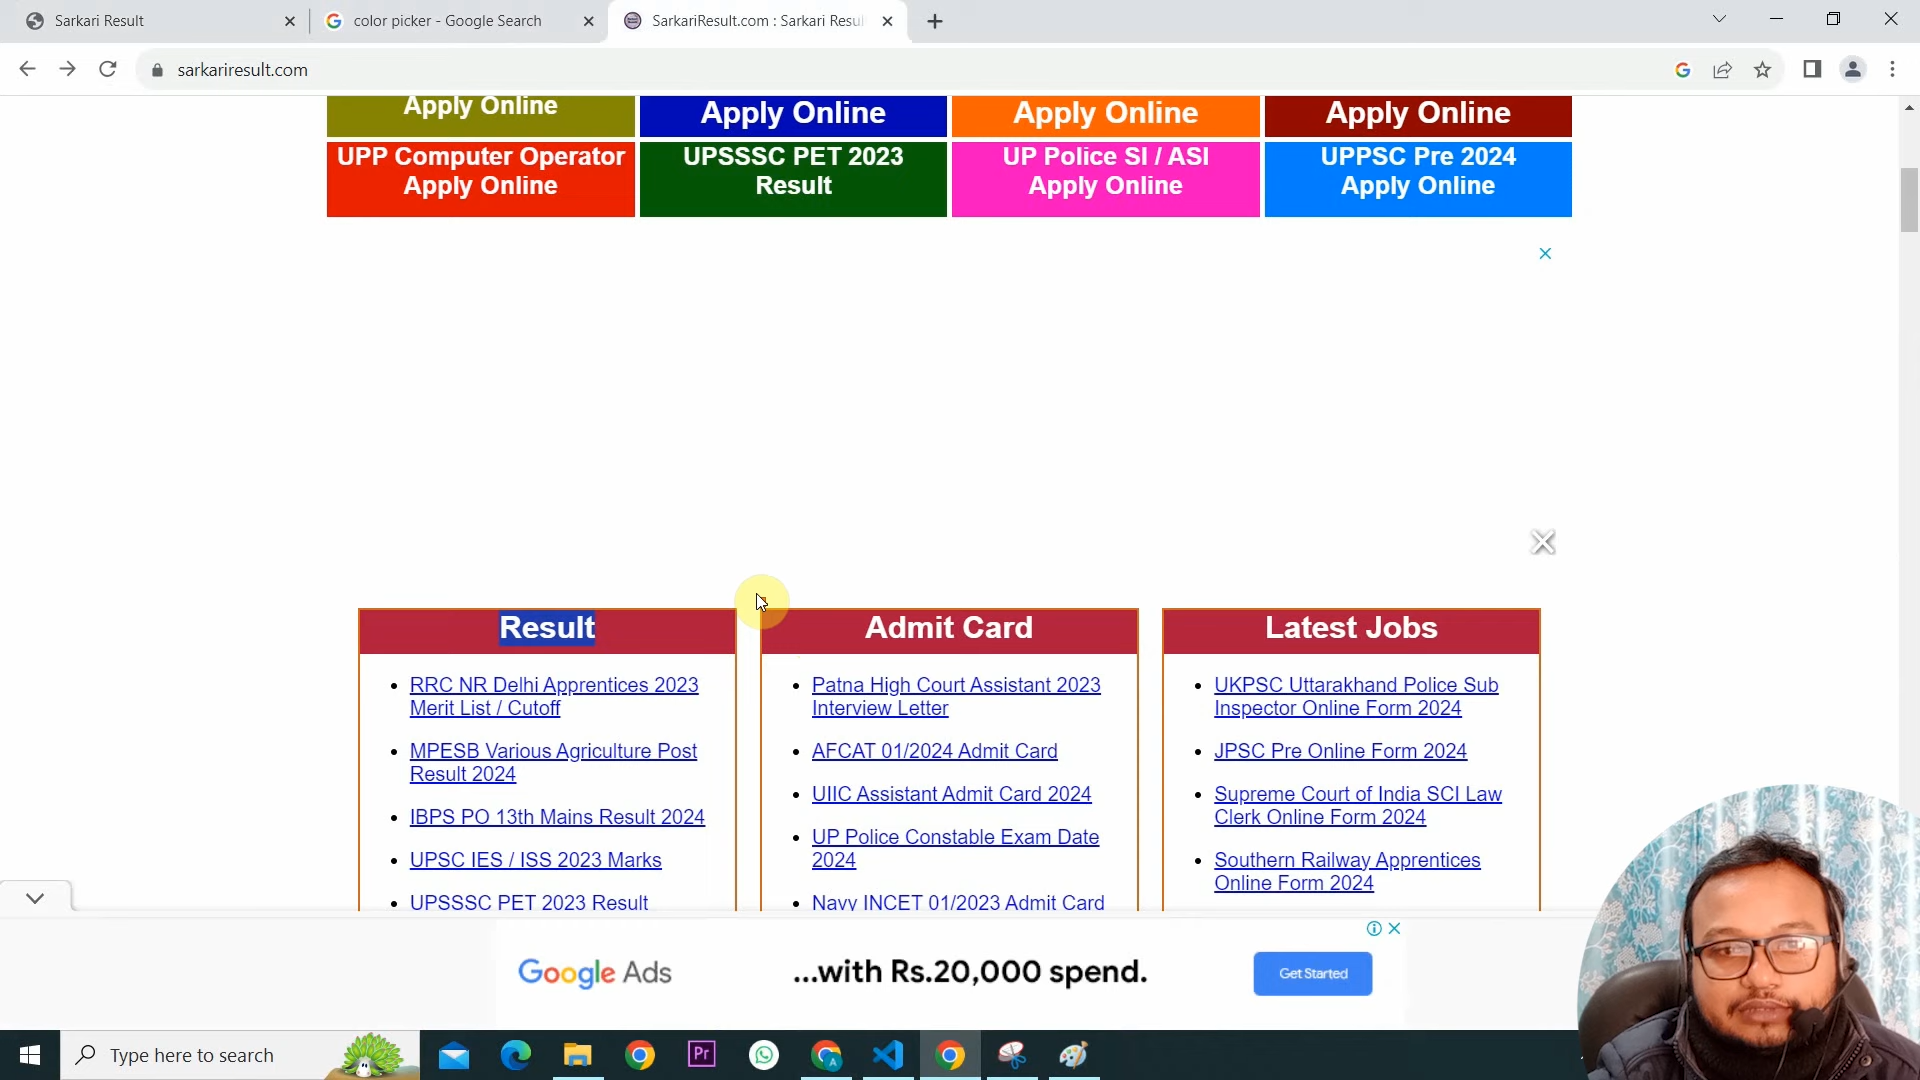 Sarkari Result
color picker - Google Search
SarkariResult.com : Sarkari Resul
sarkariresult.com
Apply Online
Apply Online
Apply Online
Apply Online
UPP Computer Operator
Apply Online
UPSSSC PET 2023
Result
UP Police SI / ASI
Apply Online
UPPSC Pre 2024
Apply Online
Result
RRC NR Delhi Apprentices 2023
Merit List / Cutoff
MPESB Various Agriculture Post
Result 2024
IBPS PO 13th Mains Result 2024
UPSC IES / ISS 2023 Marks
UPSSSC PET 2023 Result
Admit Card
Patna High Court Assistant 2023
Interview Letter
AFCAT 01/2024 Admit Card
UIIC Assistant Admit Card 2024
UP Police Constable Exam Date
2024
Navy INCET 01/2023 Admit Card
Latest Jobs
UKPSC Uttarakhand Police Sub
Inspector Online Form 2024
JPSC Pre Online Form 2024
Supreme Court of India SCI Law
Clerk Online Form 2024
Southern Railway Apprentices
Online Form 2024
Google Ads
...with Rs.20,000 spend.
Get Started
Type here to search
Pr
A